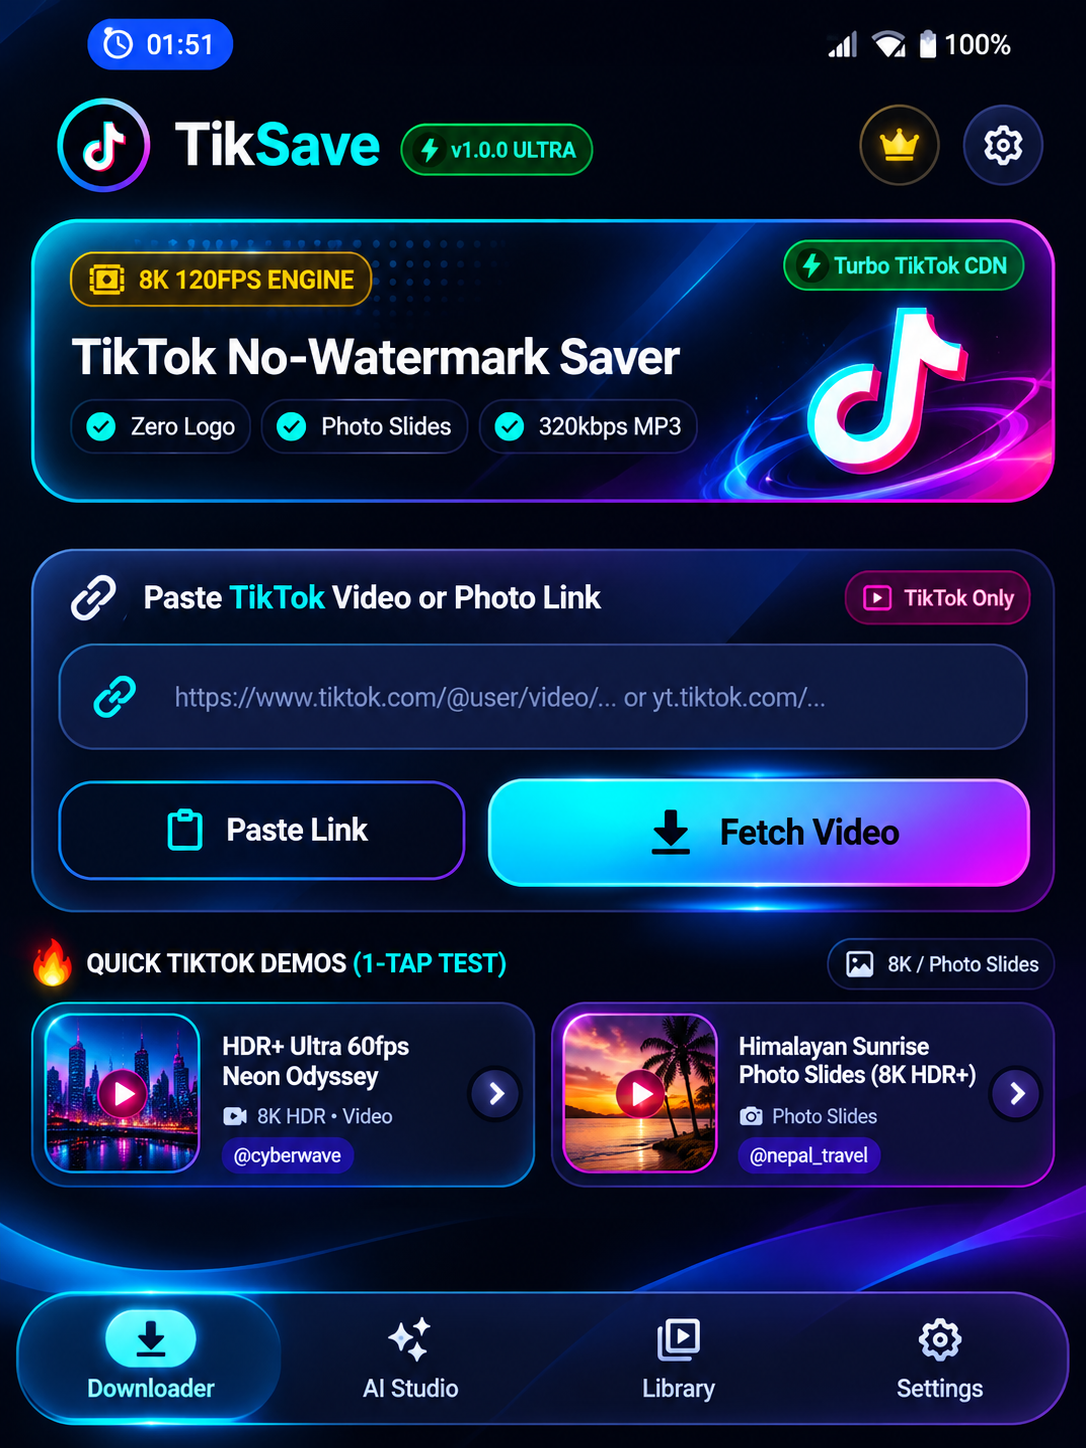 01:51
100%
TikSave
v1.0.0 ULTRA
8K 120FPS ENGINE
Turbo TikTok CDN
TikTok No-Watermark Saver
Zero Logo
Photo Slides
320kbps MP3
Paste TikTok Video or Photo Link
TikTok Only
https://www.tiktok.com/@user/video/... or yt.tiktok.com/...
Paste Link
Fetch Video
QUICK TIKTOK DEMOS (1-TAP TEST)
8K / Photo Slides
HDR+ Ultra 60fps
Neon Odyssey
8K HDR • Video
@cyberwave
Himalayan Sunrise
Photo Slides (8K HDR+)
Photo Slides
@nepal_travel
Downloader
AI Studio
Library
Settings